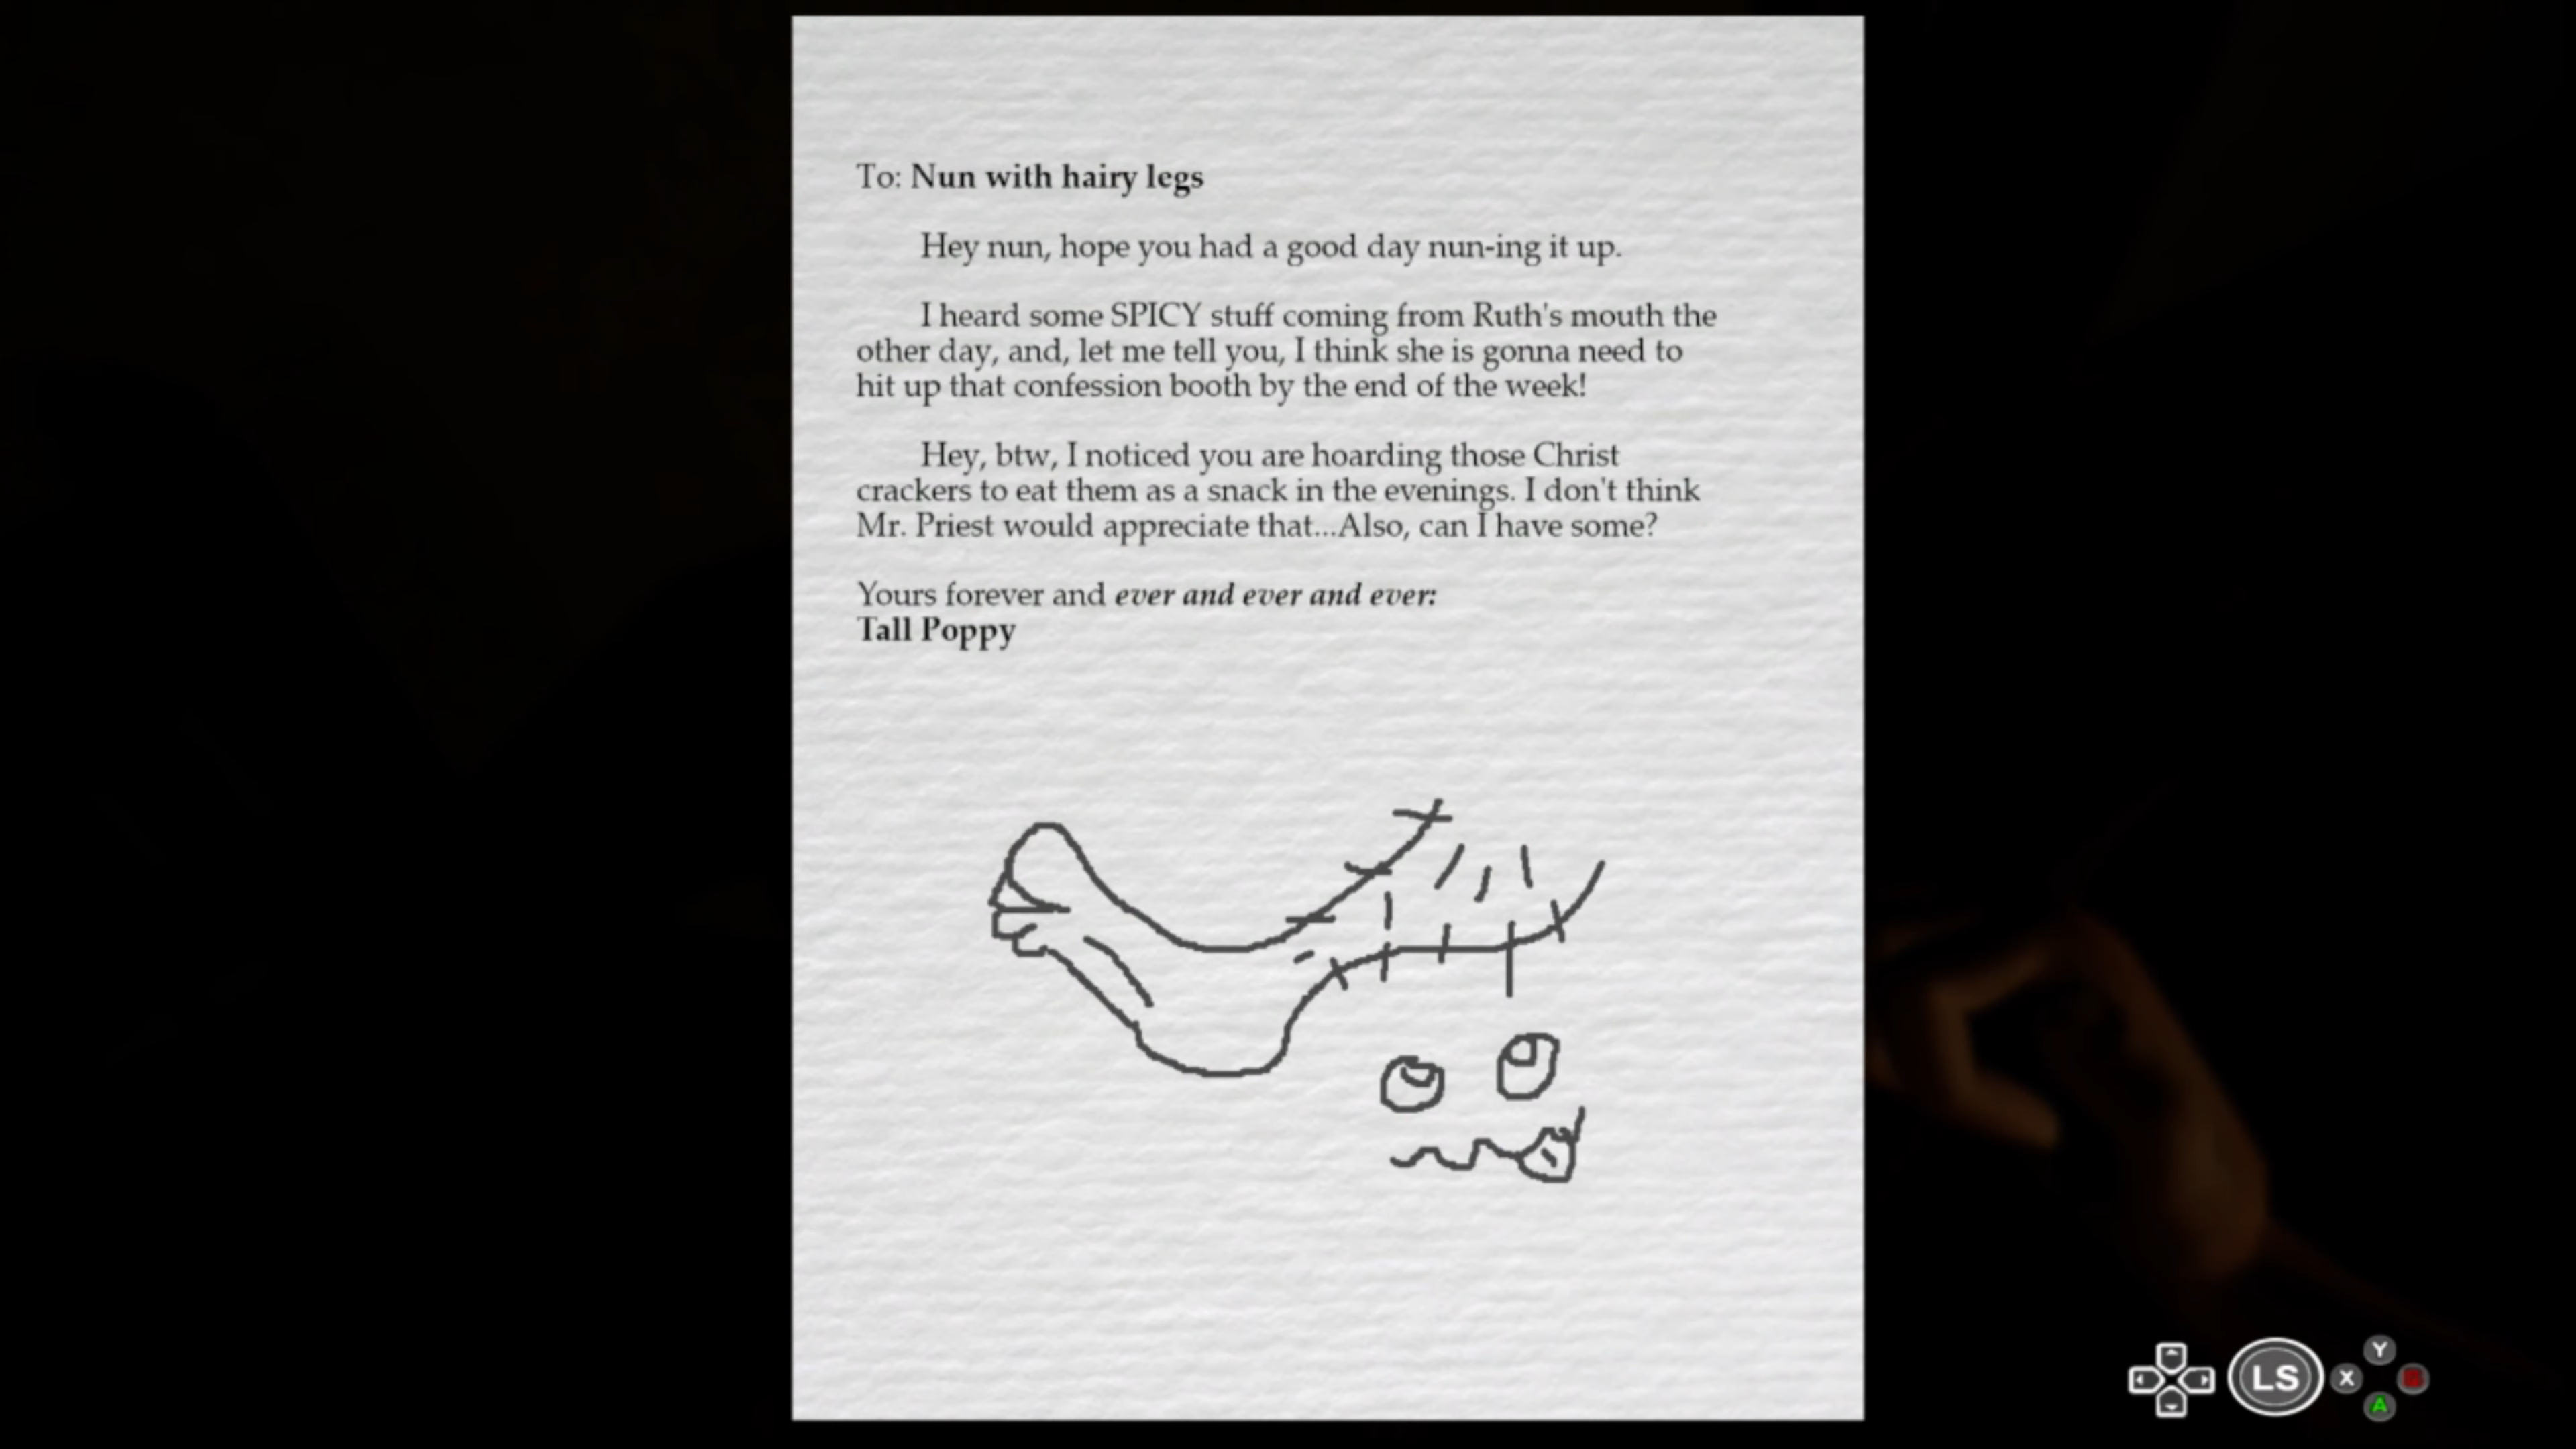 To: Nun with hairy legs
Hey nun, hope you had a good day nun-ing it up.
I heard some SPICY stuff coming from Ruth's mouth the
other day, and, let me tell you, I think she is gonna need to
hit up that confession booth by the end of the week!
Hey, btw, I noticed you are hoarding those Christ
crackers to eat them as a snack in the evenings. I don't think
Mr. Priest would appreciate that...Also, can I have some?
Yours forever and ever and ever and ever:
Tall Poppy
Y
LS X B
A